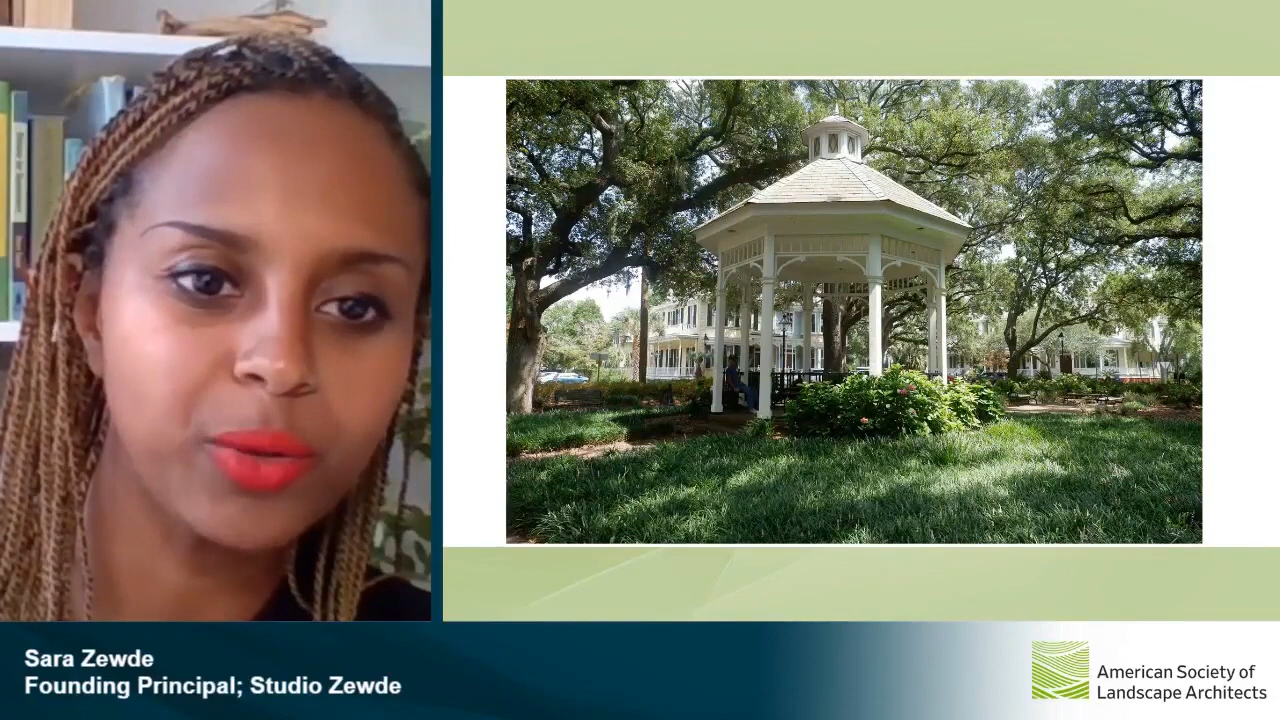 Sara Zewde
Founding Principal; Studio Zewde
American Society of
Landscape Architects